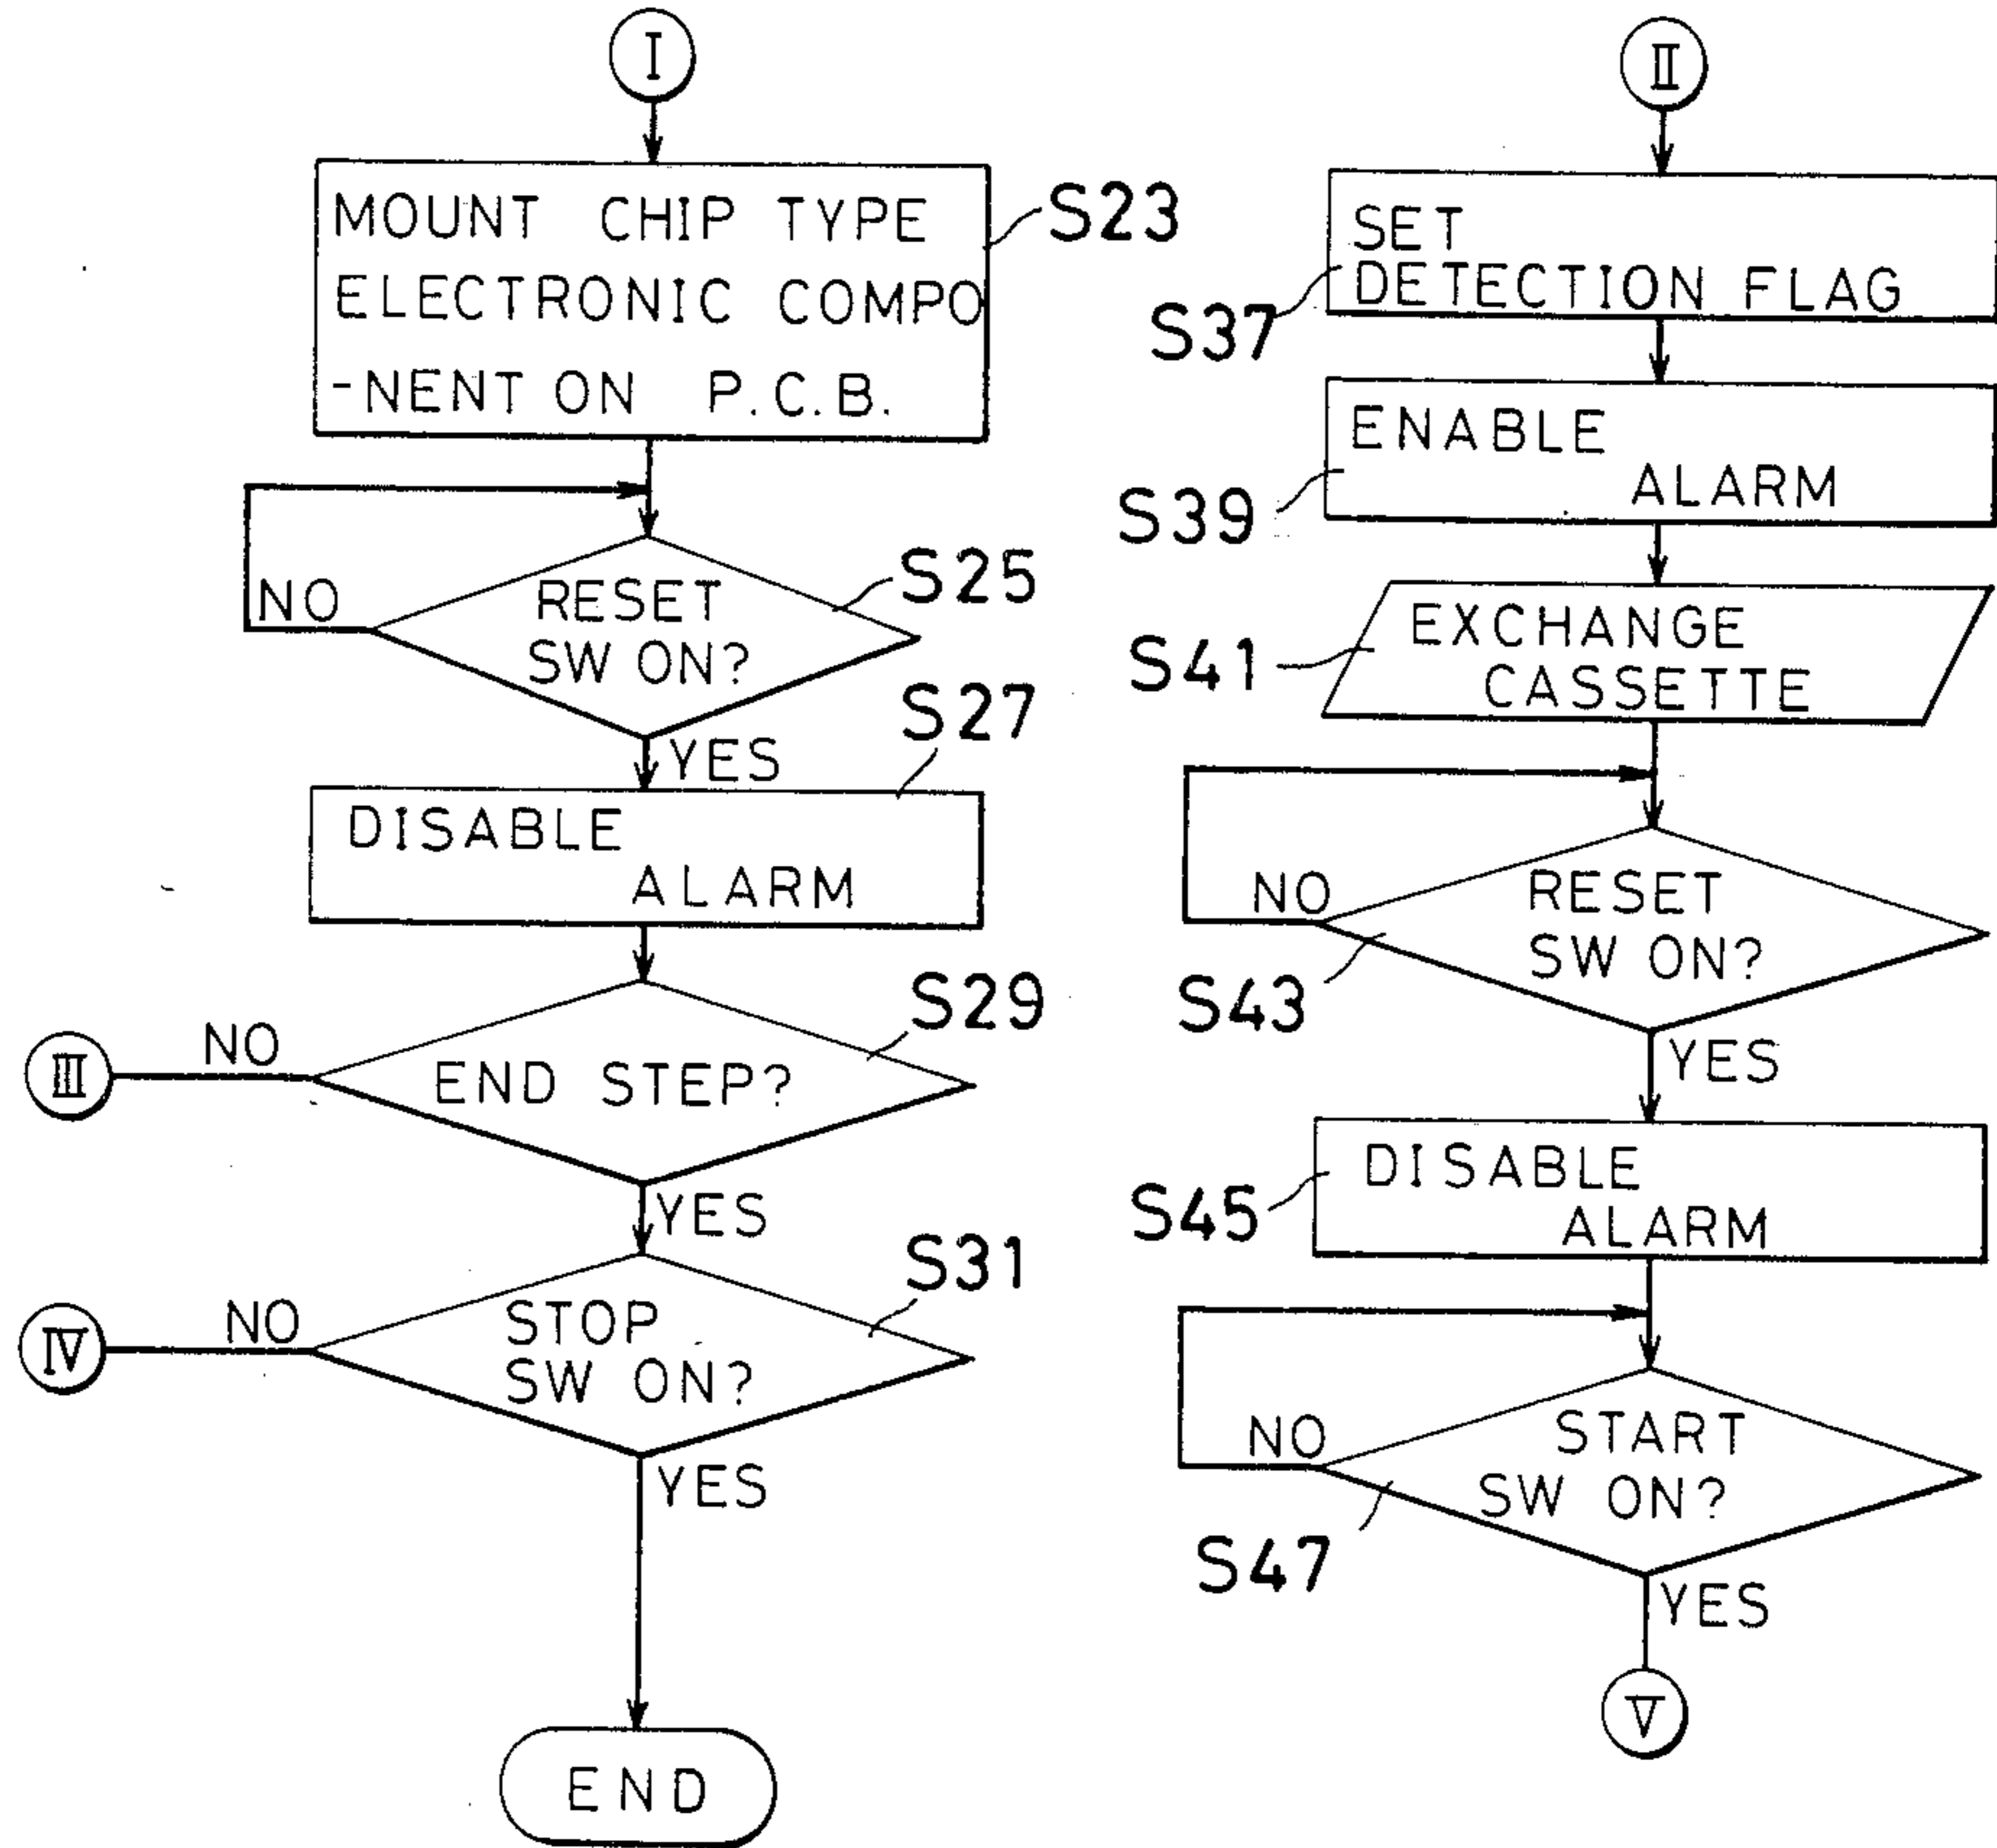 I
MOUNT CHIP TYPE
ELECTRONIC COMPO
-NENT ON P.C.B.
S23
RESET
SW ON?
S25
NO
YES
S27
DISABLE
ALARM
S29
END STEP?
NO
III
YES
S31
STOP
SW ON?
NO
IV
YES
END
II
SET
DETECTION FLAG
S37
ENABLE
ALARM
S39
EXCHANGE
CASSETTE
S41
RESET
SW ON?
NO
S43
YES
DISABLE
ALARM
S45
START
SW ON?
NO
S47
YES
V